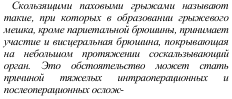 Скользящими паховыми грыжами называют
такие, при которых в образовании грыжевого
мешка, кроме париетальной брюшины, принимает
участие и висцеральная брюшина, покрывающая
на небольшом протяжении соскальзывающий
орган. Это обстоятельство может стать
причиной тяжелых интраоперационных и
послеоперационных ослож-